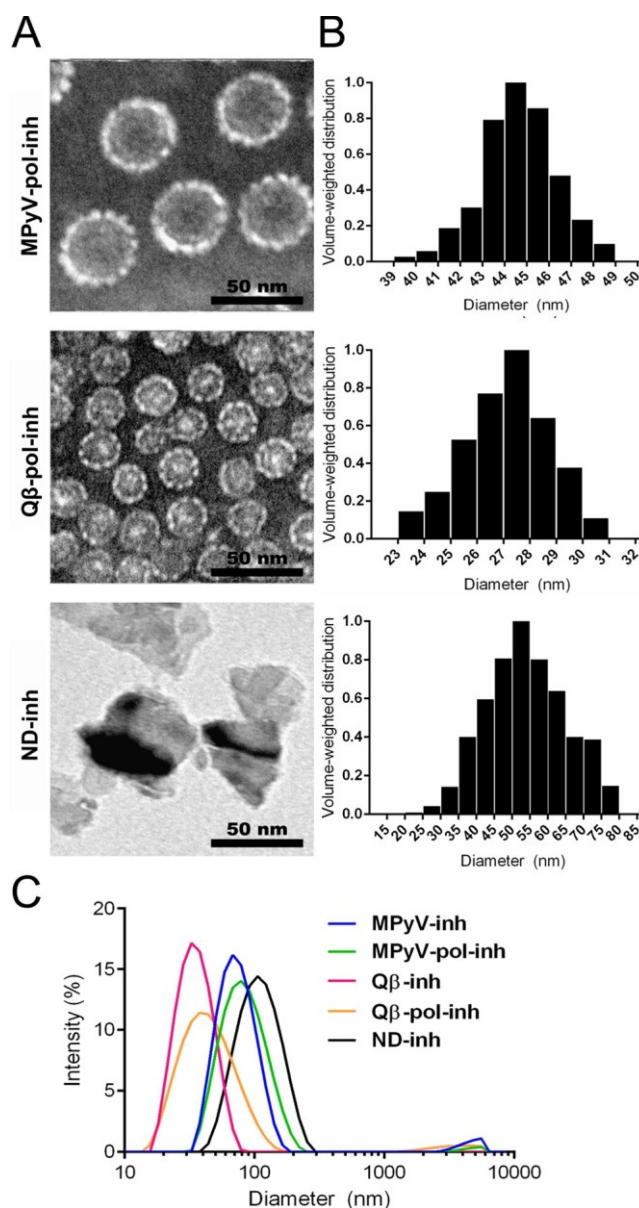 A
B
MPyV-pol-inh
50 nm
Volume-weighted distribution
1.0
0.8
0.6
0.4
0.2
0.0
39 40 41 42 43 44 45 46 47 48 49 50
Diameter (nm)
Qβ-pol-inh
50 nm
Volume-weighted distribution
1.0
0.8
0.6
0.4
0.2
0.0
23 24 25 26 27 28 29 30 31 32
Diameter (nm)
ND-inh
50 nm
Volume-weighted distribution
1.0
0.8
0.6
0.4
0.2
0.0
15 20 25 30 35 40 45 50 55 60 65 70 75 80 85
Diameter (nm)
C
Intensity (%)
20
15
10
5
0
MPyV-inh
MPyV-pol-inh
Qβ-inh
Qβ-pol-inh
ND-inh
10 100 1000 10000
Diameter (nm)